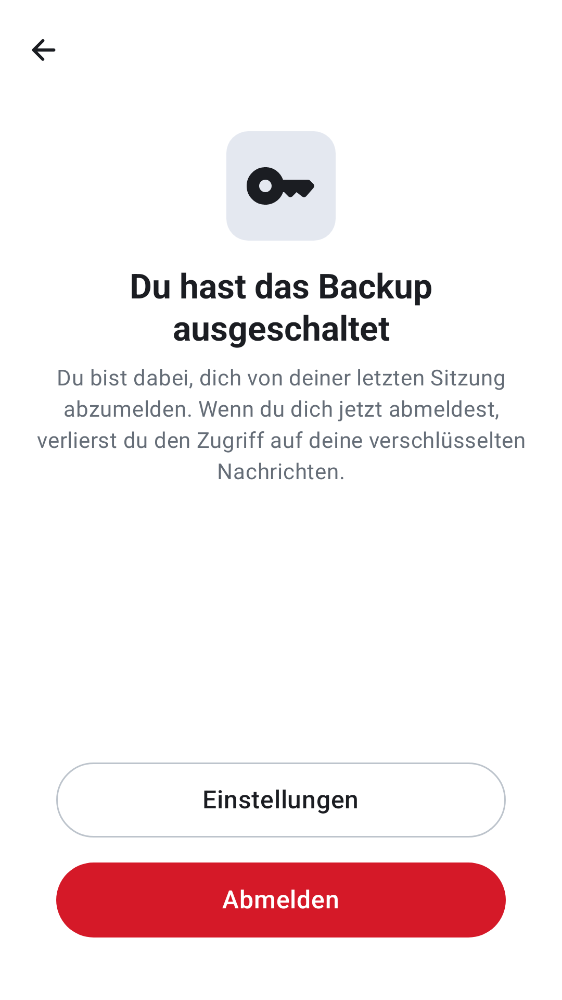 Du hast das Backup
ausgeschaltet
Du bist dabei, dich von deiner letzten Sitzung
abzumelden. Wenn du dich jetzt abmeldest,
verlierst du den Zugriff auf deine verschlüsselten
Nachrichten.
Einstellungen
Abmelden